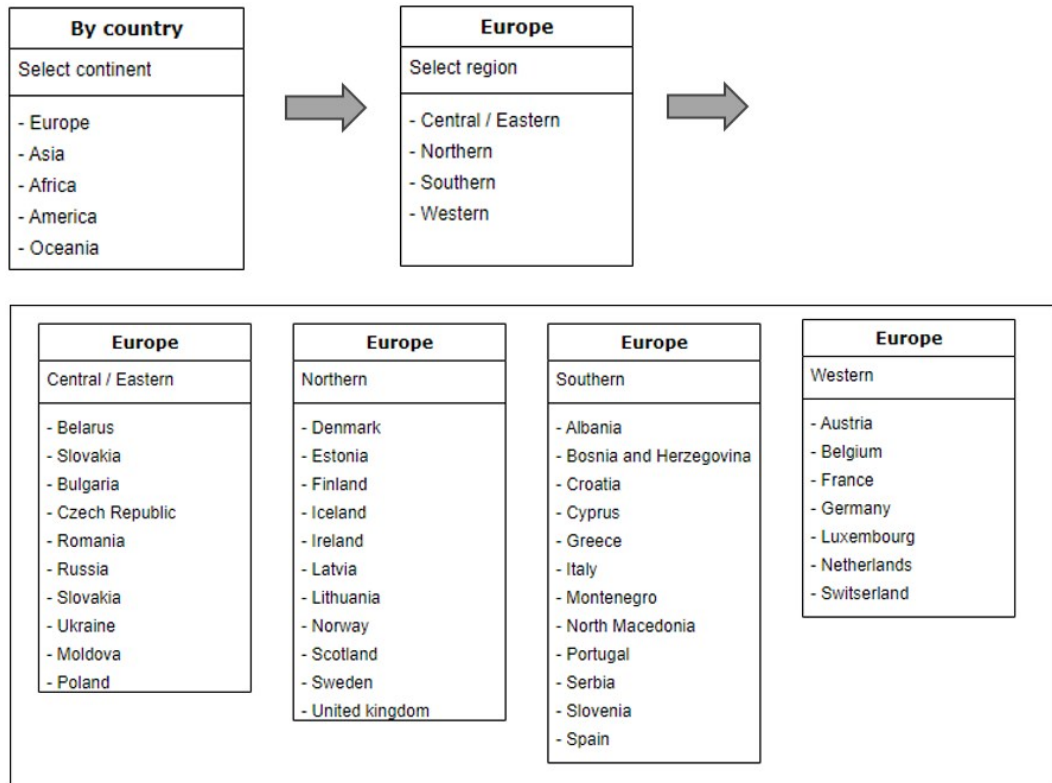 By country
Select continent
- Europe
- Asia
- Africa
- America
- Oceania
Europe
Select region
- Central / Eastern
- Northern
- Southern
- Western
Europe
Central / Eastern
- Belarus
- Slovakia
- Bulgaria
- Czech Republic
- Romania
- Russia
- Slovakia
- Ukraine
- Moldova
- Poland
Europe
Northern
- Denmark
- Estonia
- Finland
- Iceland
- Ireland
- Latvia
- Lithuania
- Norway
- Scotland
- Sweden
- United kingdom
Europe
Southern
- Albania
- Bosnia and Herzegovina
- Croatia
- Cyprus
- Greece
- Italy
- Montenegro
- North Macedonia
- Portugal
- Serbia
- Slovenia
- Spain
Europe
Western
- Austria
- Belgium
- France
- Germany
- Luxembourg
- Netherlands
- Switserland